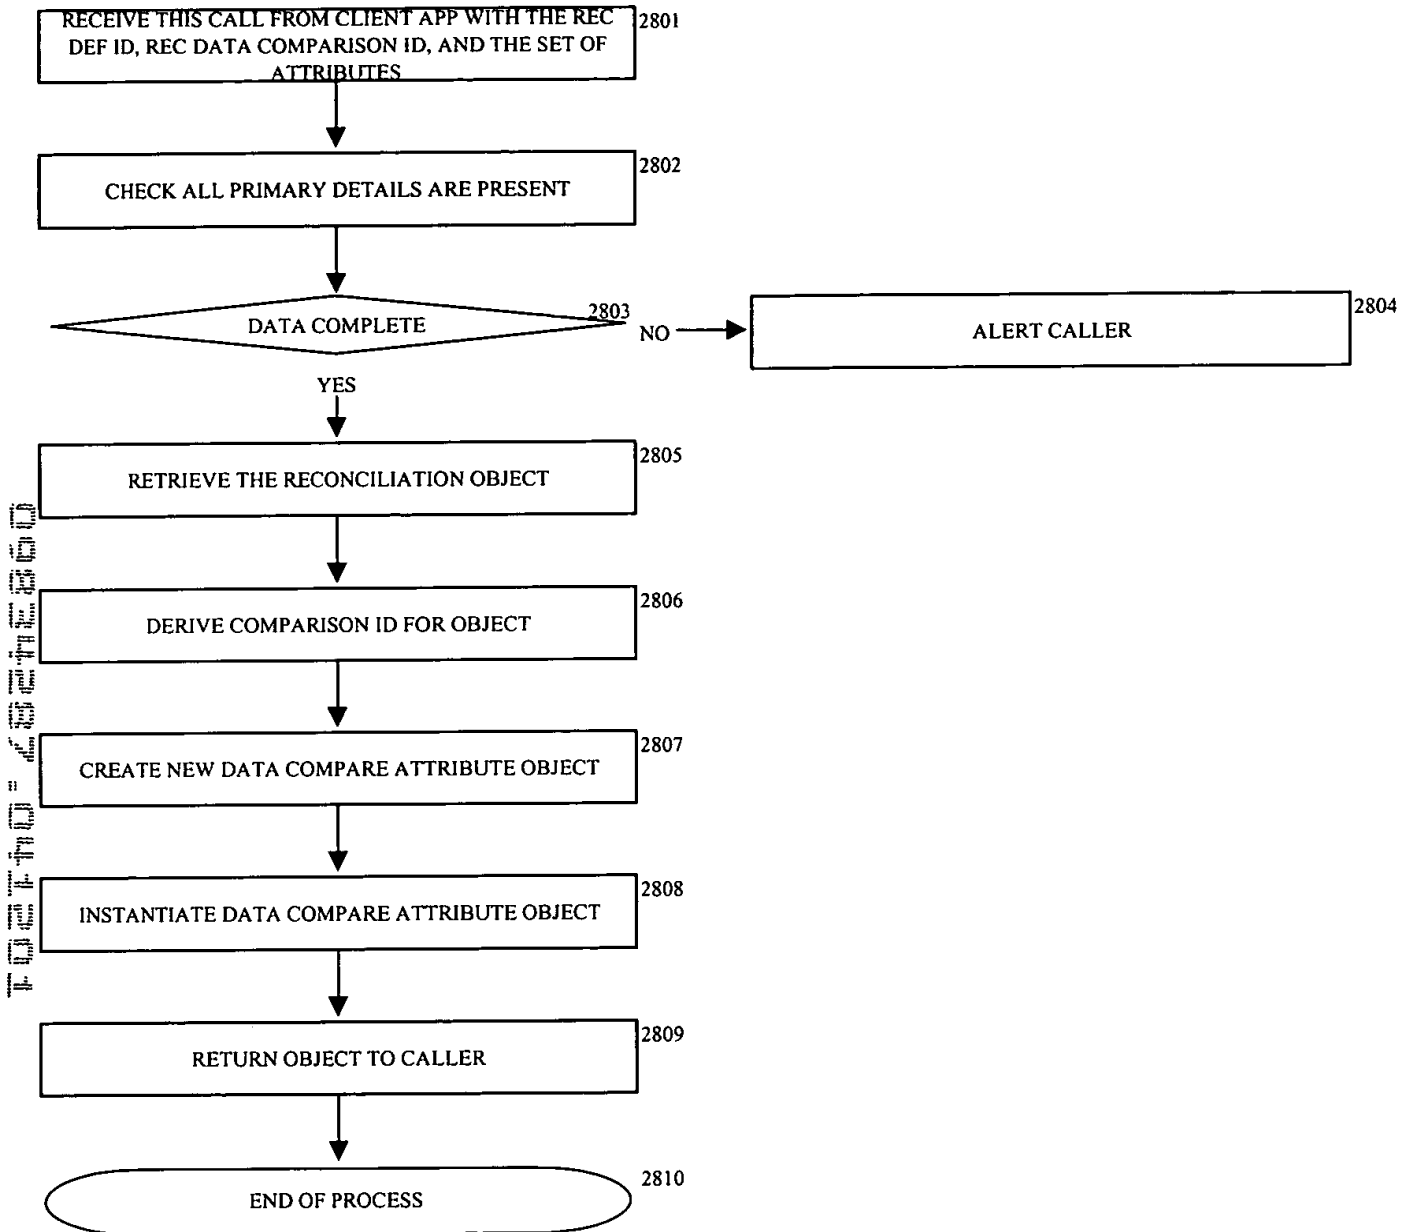 RECEIVE THIS CALL FROM CLIENT APP WITH THE REC
DEF ID, REC DATA COMPARISON ID, AND THE SET OF
ATTRIBUTES
2801
CHECK ALL PRIMARY DETAILS ARE PRESENT
2802
DATA COMPLETE
2803
NO
ALERT CALLER
2804
YES
RETRIEVE THE RECONCILIATION OBJECT
2805
DERIVE COMPARISON ID FOR OBJECT
2806
CREATE NEW DATA COMPARE ATTRIBUTE OBJECT
2807
INSTANTIATE DATA COMPARE ATTRIBUTE OBJECT
2808
RETURN OBJECT TO CALLER
2809
END OF PROCESS
2810